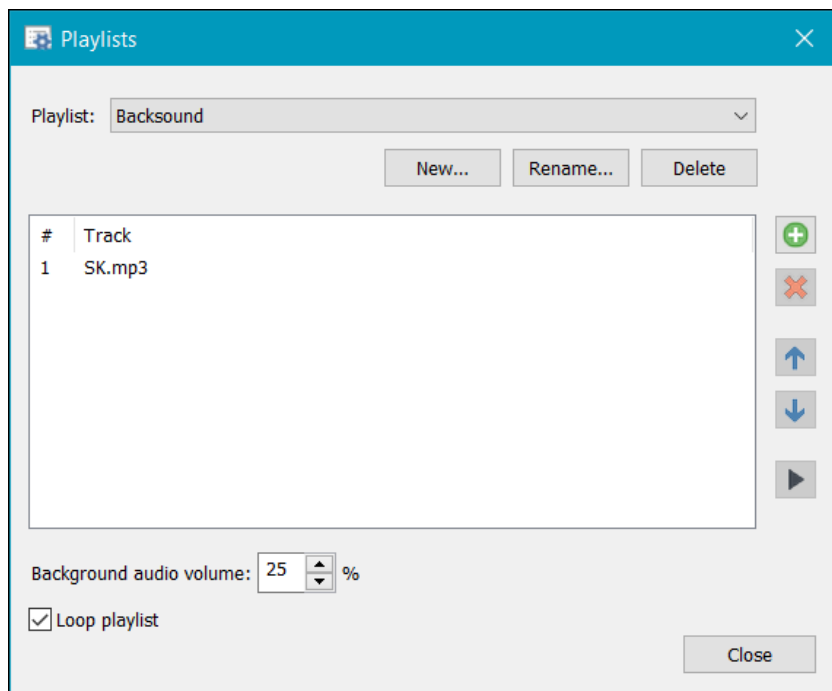 Playlists
Playlist: Backsound
New... Rename... Delete
# Track
1 SK.mp3
Background audio volume: 25 %
Loop playlist
Close